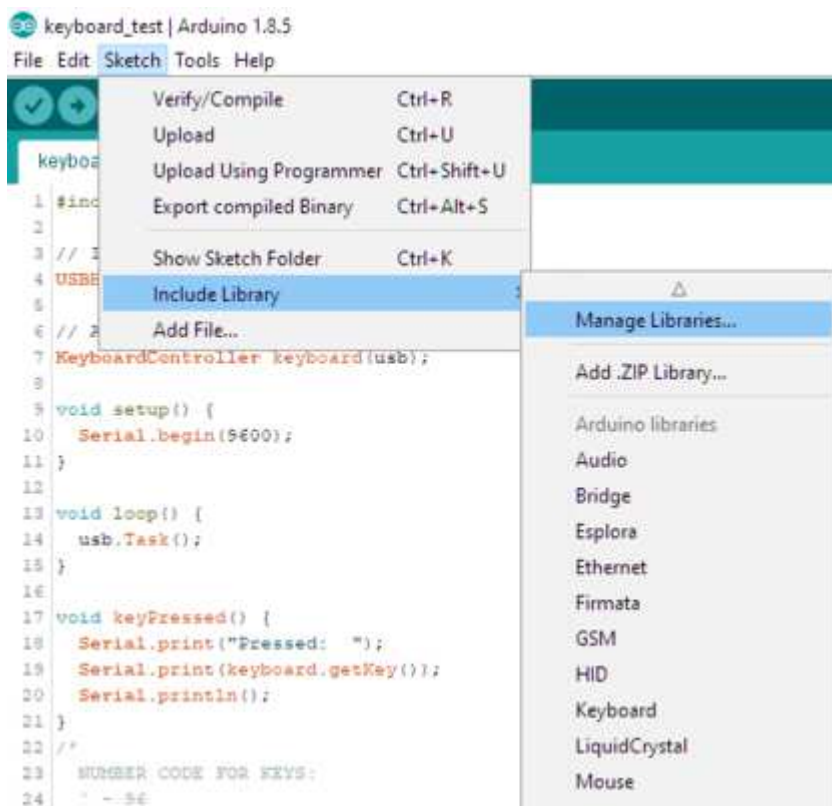 keyboard_test | Arduino 1.8.5
File Edit Sketch Tools Help
Verify/Compile Ctrl+R
Upload Ctrl+U
Upload Using Programmer Ctrl+Shift+U
Export compiled Binary Ctrl+Alt+S
Show Sketch Folder Ctrl+K
Include Library
Add File...
Manage Libraries...
Add .ZIP Library...
Arduino libraries
Audio
Bridge
Esplora
Ethernet
Firmata
GSM
HID
Keyboard
LiquidCrystal
Mouse
keyboa
1 #inc
2
3 //
4 USBH
5
6 //
7 KeyboardController keyboard(usb);
8
9 void setup() {
10 Serial.begin(9600);
11 }
12
13 void loop() {
14 usb.Task();
15 }
16
17 void keyPressed() {
18 Serial.print("Pressed: ");
19 Serial.print(keyboard.getKey());
20 Serial.println();
21 }
22 /*
23 NUMBER CODE FOR KEYS:
24 ` - 96